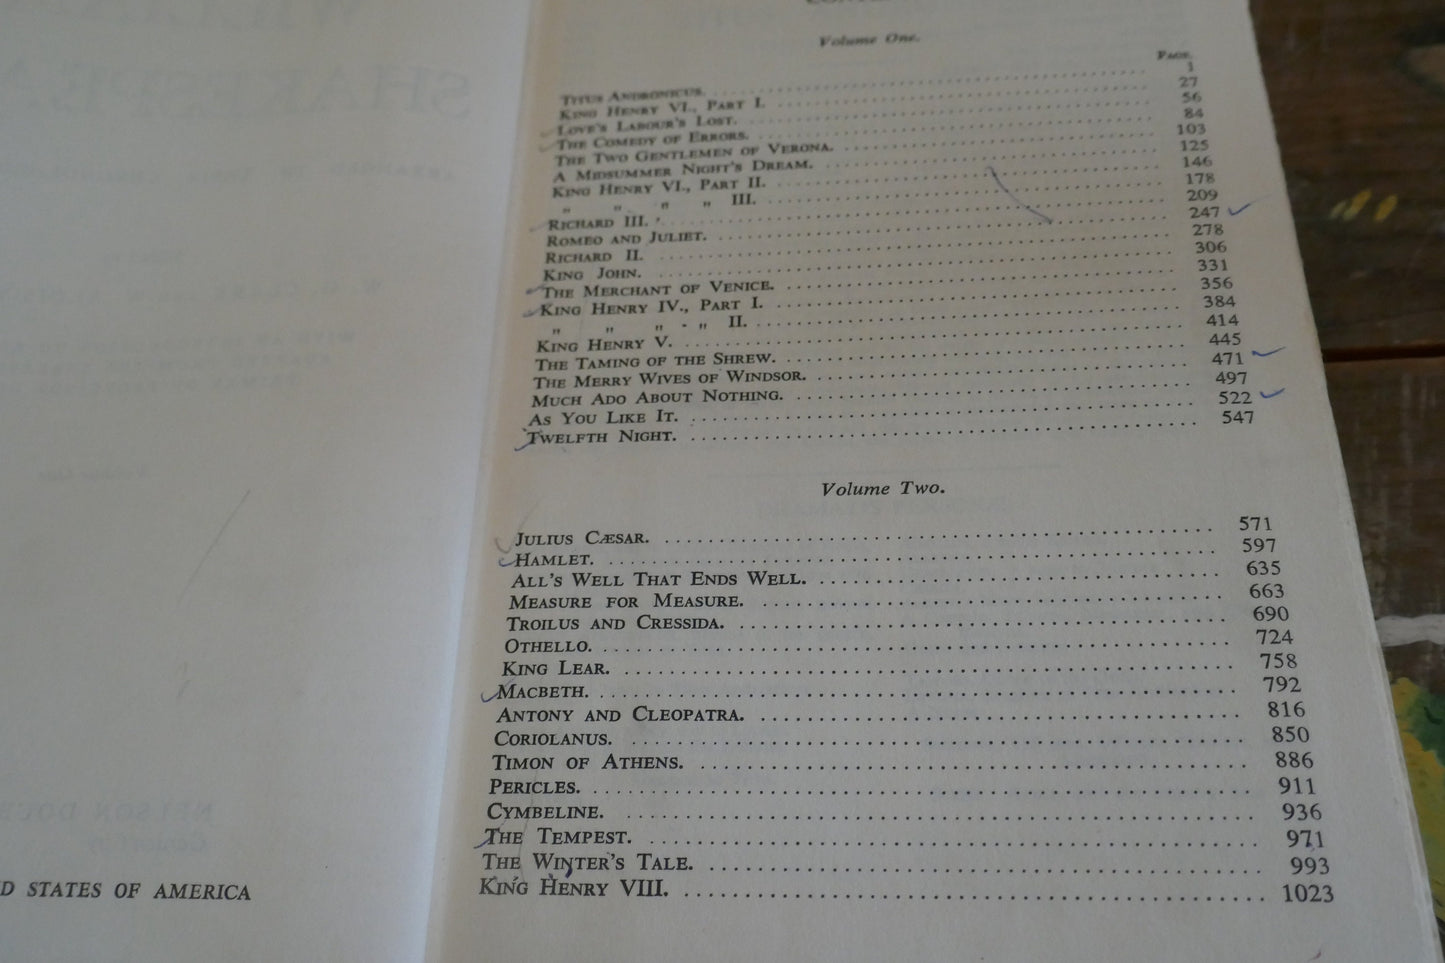 Volume One.
PAGE
TITUS ANDRONICUS. 1
KING HENRY VI., PART I. 27
LOVE'S LABOUR'S LOST. 56
THE COMEDY OF ERRORS. 84
THE TWO GENTLEMEN OF VERONA. 103
A MIDSUMMER NIGHT'S DREAM. 125
KING HENRY VI., PART II. 146
" " " " III. 178
RICHARD III. 209
ROMEO AND JULIET. 247
RICHARD II. 278
KING JOHN. 306
THE MERCHANT OF VENICE. 331
KING HENRY IV., PART I. 356
" " " " II. 384
KING HENRY V. 414
THE TAMING OF THE SHREW. 445
THE MERRY WIVES OF WINDSOR. 471
MUCH ADO ABOUT NOTHING. 497
AS YOU LIKE IT. 522
TWELFTH NIGHT. 547
Volume Two.
JULIUS CÆSAR. 571
HAMLET. 597
ALL'S WELL THAT ENDS WELL. 635
MEASURE FOR MEASURE. 663
TROILUS AND CRESSIDA. 690
OTHELLO. 724
KING LEAR. 758
MACBETH. 792
ANTONY AND CLEOPATRA. 816
CORIOLANUS. 850
TIMON OF ATHENS. 886
PERICLES. 911
CYMBELINE. 936
THE TEMPEST. 971
THE WINTER'S TALE. 993
KING HENRY VIII. 1023
D STATES OF AMERICA